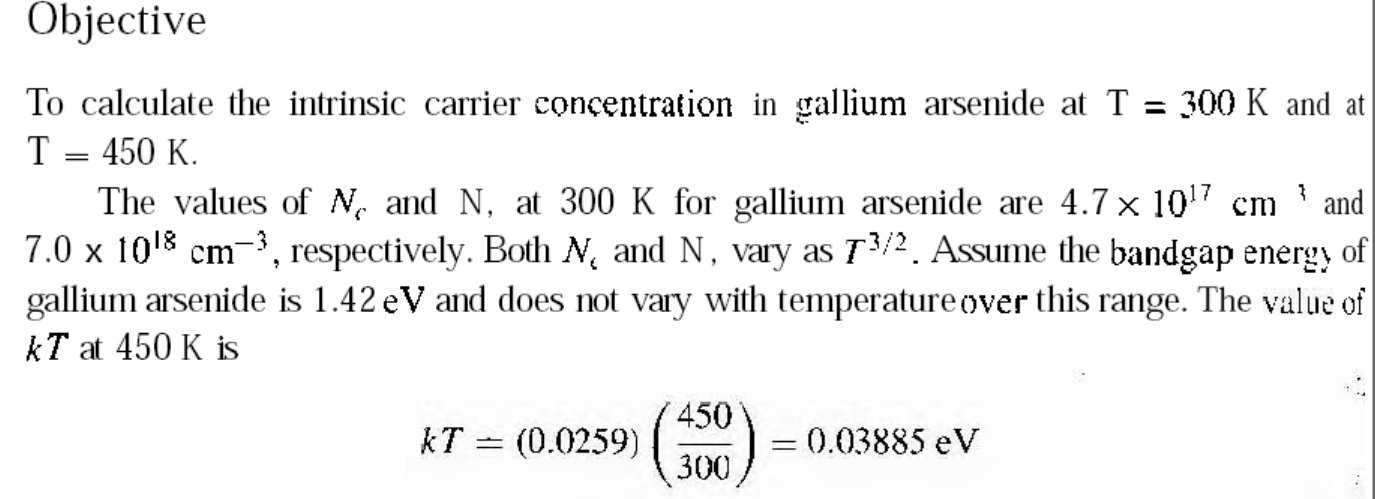 Objective
To calculate the intrinsic carrier concentration in gallium arsenide at T = 300 K and at
T = 450 K.
The values of N_c and N, at 300 K for gallium arsenide are 4.7 × 10^17 cm^3 and
7.0 x 10^18 cm^−3, respectively. Both N_c and N, vary as T^3/2. Assume the bandgap energy of
gallium arsenide is 1.42 eV and does not vary with temperature over this range. The value of
kT at 450 K is
kT = (0.0259) (450/300) = 0.03885 eV